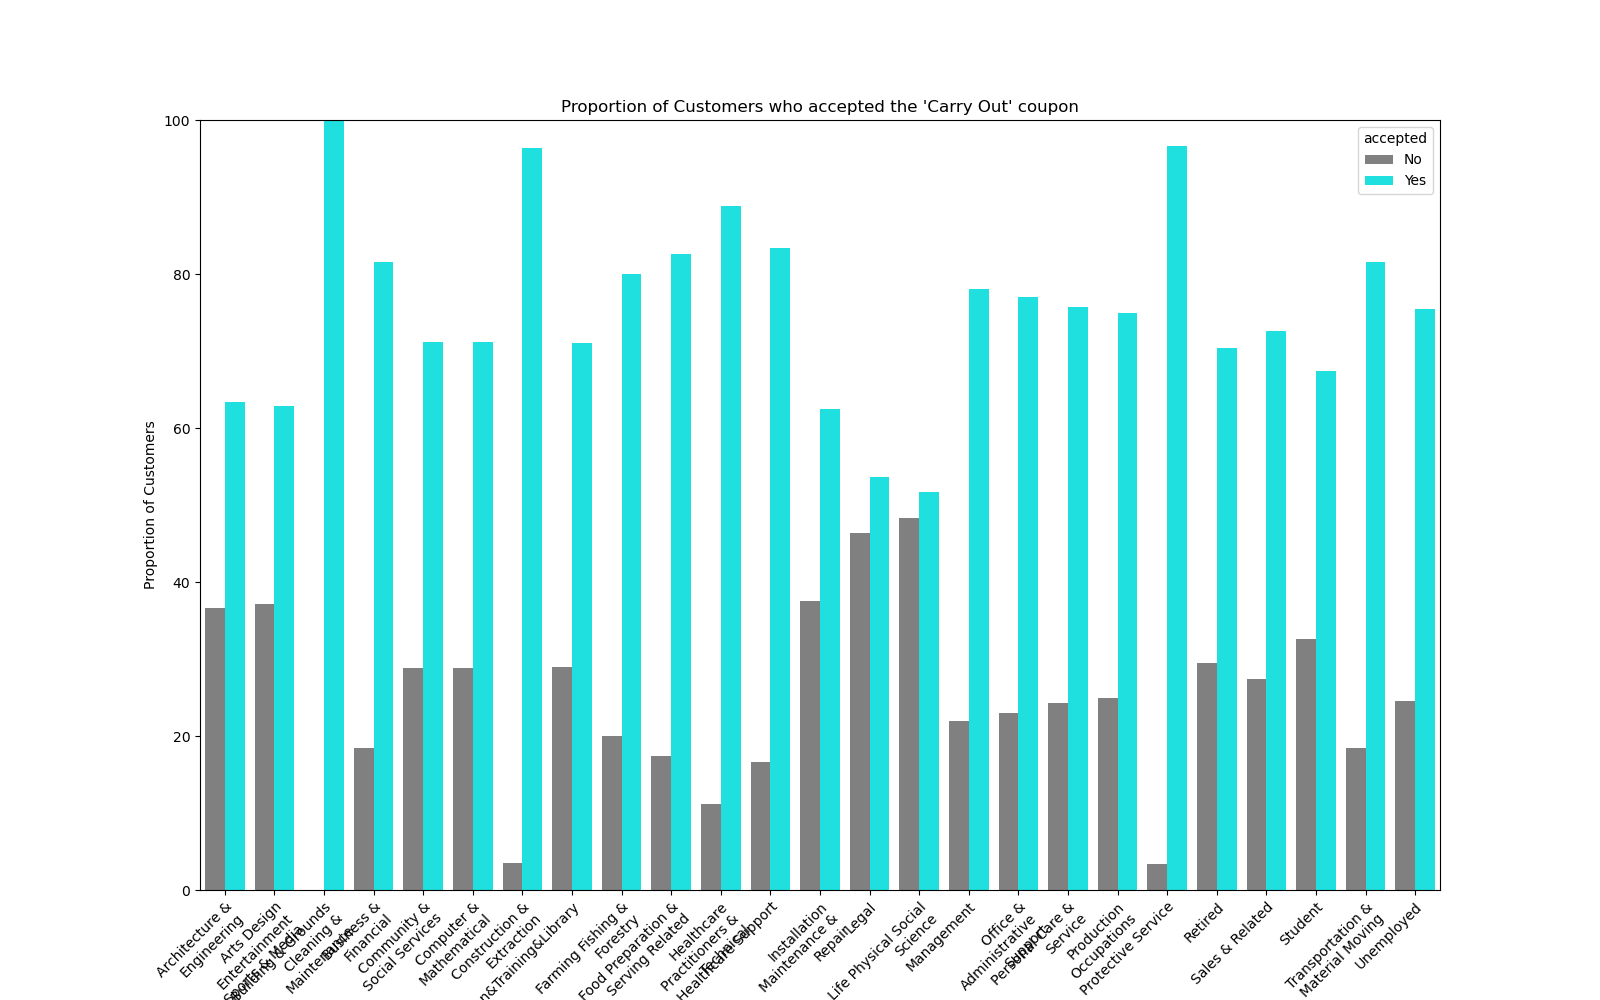 Proportion of Customers who accepted the 'Carry Out' coupon
accepted
No
Yes
Proportion of Customers
100
80
60
40
20
0
Architecture &
Engineering
Arts Design
Entertainment
Sports & Media
Building & Grounds
Cleaning &
Maintenance
Business &
Financial
Community &
Social Services
Computer &
Mathematical
Construction &
Extraction
n&Training&Library
Farming Fishing &
Forestry
Food Preparation &
Serving Related
Healthcare
Practitioners &
Technical
Healthcare Support
Installation
Maintenance &
Repair
Legal
Life Physical Social
Science
Management
Office &
Administrative
Support
Personal Care &
Service
Production
Occupations
Protective Service
Retired
Sales & Related
Student
Transportation &
Material Moving
Unemployed